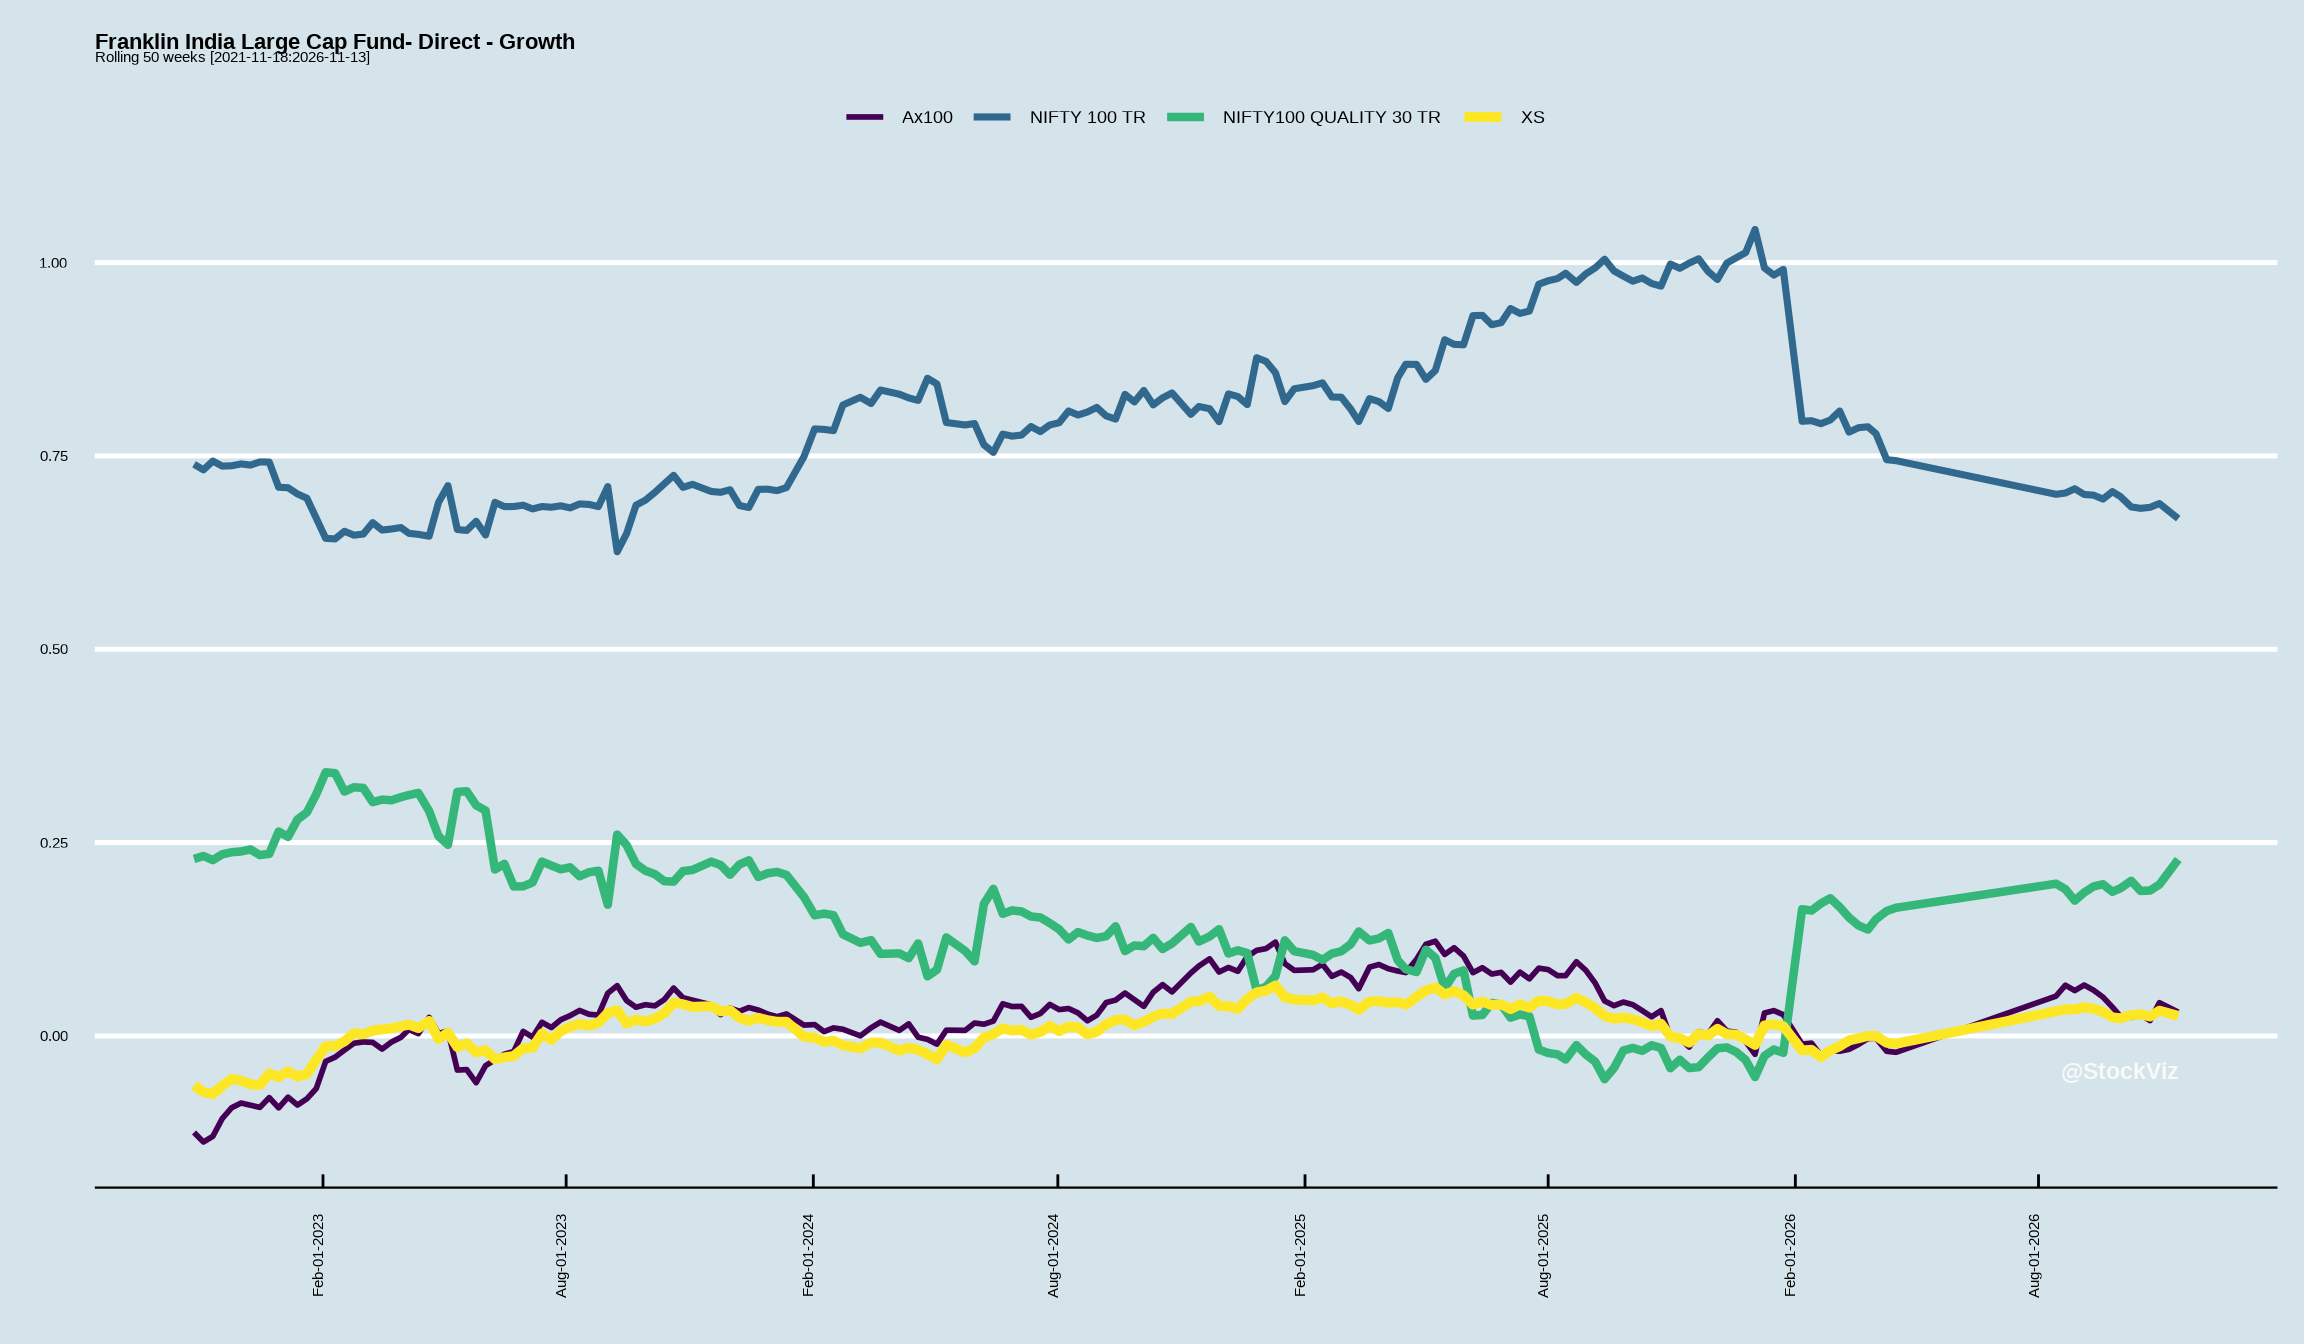 Franklin India Large Cap Fund- Direct - Growth
Rolling 50 weeks [2021-11-18:2026-11-13]
Ax100 NIFTY 100 TR NIFTY100 QUALITY 30 TR XS
1.00
0.75
0.50
0.25
0.00
@StockViz
Feb-01-2023
Aug-01-2023
Feb-01-2024
Aug-01-2024
Feb-01-2025
Aug-01-2025
Feb-01-2026
Aug-01-2026